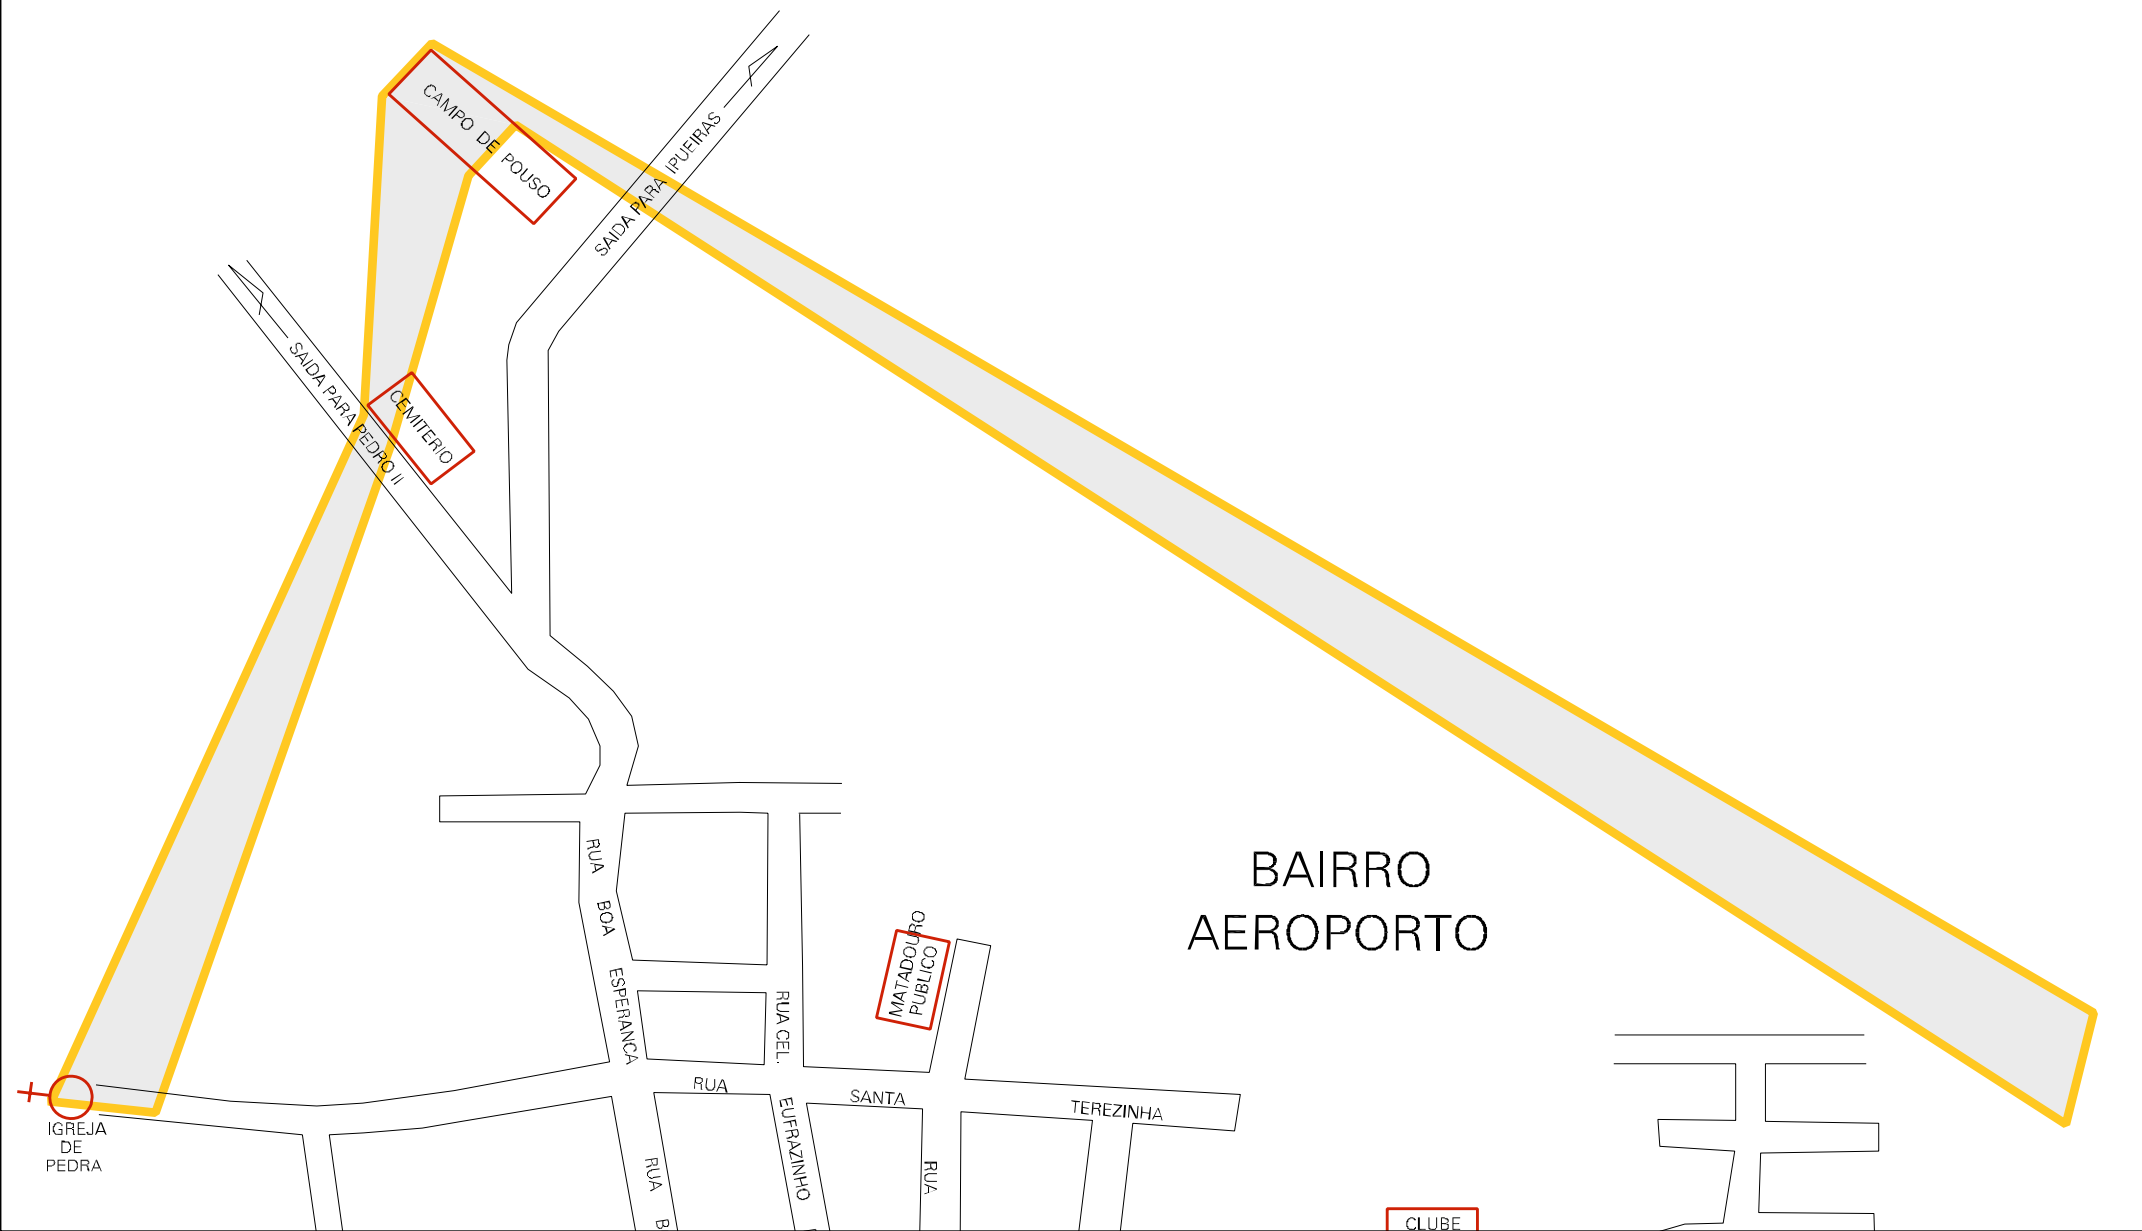 CAMPO DE POUSO
SAIDA PARA IPUEIRAS
SAIDA PARA PEDRO II
CEMITERIO
RUA BOA ESPERANCA
BAIRRO
AEROPORTO
MATADOURO
PUBLICO
RUA CEL.
EUFRAZINHO
RUA SANTA TEREZINHA
IGREJA
DE
PEDRA
RUA B
RUA
CLUBE